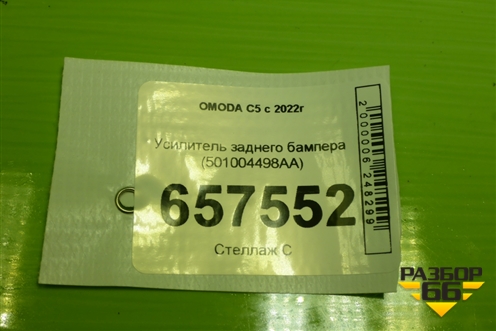 OMODA C5 с 2022г
Усилитель заднего бампера
(501004498AA)
657552
Стеллаж С
2000006248299
РАЗБОР
66